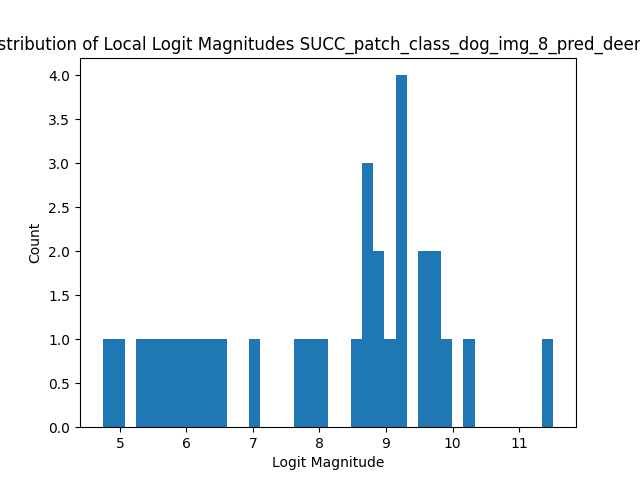 stribution of Local Logit Magnitudes SUCC_patch_class_dog_img_8_pred_deer
4.0
3.5
3.0
2.5
2.0
1.5
1.0
0.5
0.0
Count
5 6 7 8 9 10 11
Logit Magnitude